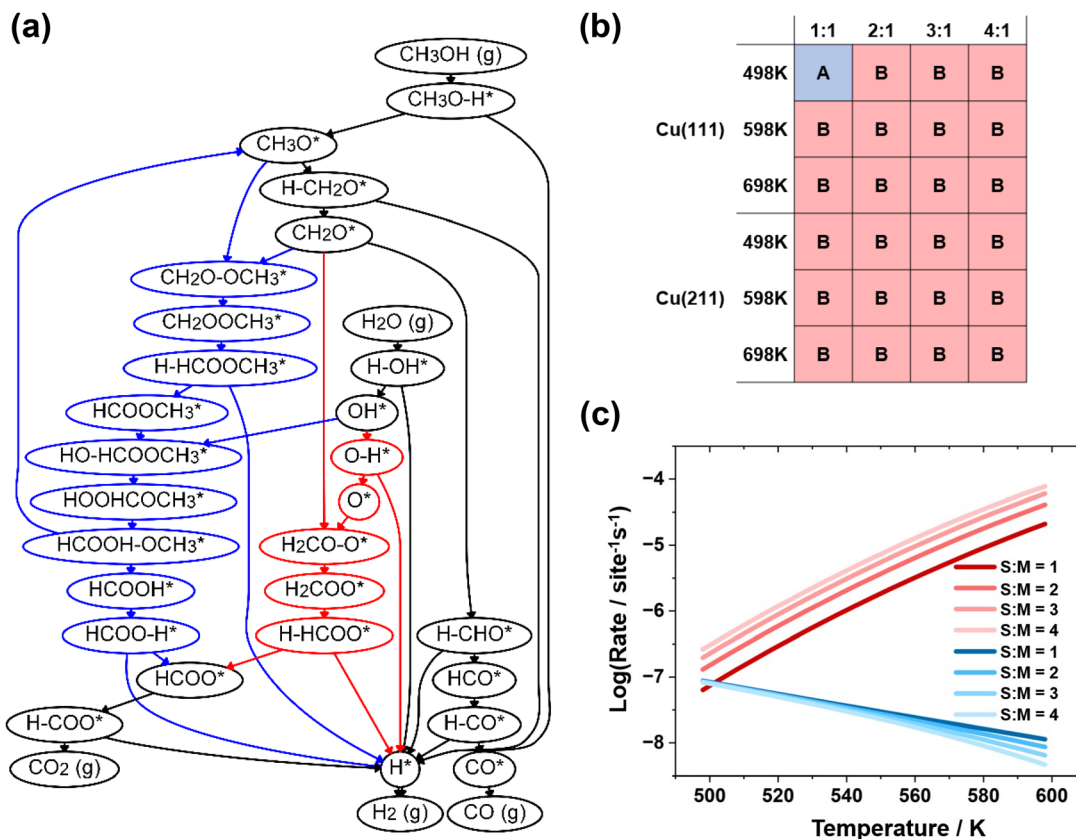 (a)
CH3OH (g)
CH3O-H*
CH3O*
H-CH2O*
CH2O*
CH2O-OCH3*
CH2OOCH3*
H2O (g)
H-HCOOCH3*
H-OH*
HCOOCH3*
OH*
HO-HCOOCH3*
O-H*
HOOHCOCH3*
O*
HCOOH-OCH3*
H2CO-O*
HCOOH*
H2COO*
HCOO-H*
H-HCOO*
H-CHO*
HCOO*
HCO*
H-COO*
H-CO*
CO2 (g)
H*
CO*
H2 (g)
CO (g)
(b)
1:1 2:1 3:1 4:1
498K A B B B
Cu(111) 598K B B B B
698K B B B B
498K B B B B
Cu(211) 598K B B B B
698K B B B B
(c)
Log(Rate / site⁻¹s⁻¹)
−4
−5
−6
−7
−8
S:M = 1
S:M = 2
S:M = 3
S:M = 4
S:M = 1
S:M = 2
S:M = 3
S:M = 4
500 520 540 560 580 600
Temperature / K